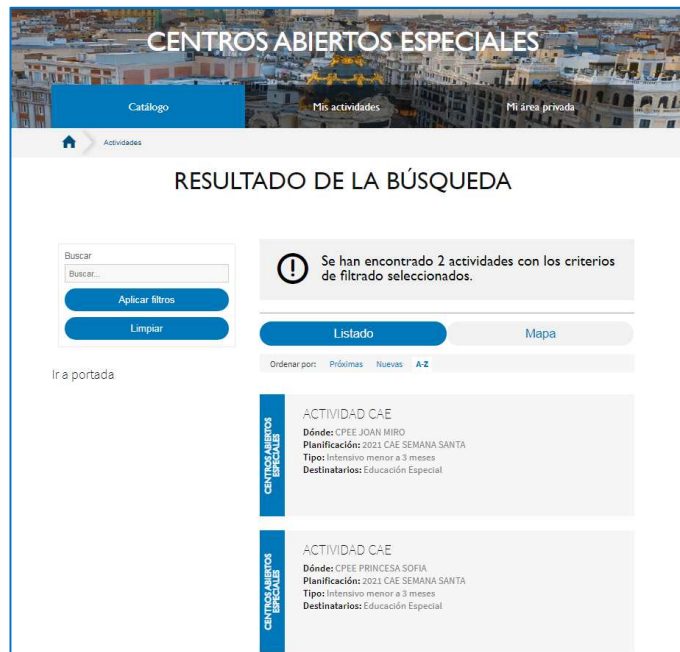 CENTROS ABIERTOS ESPECIALES
Catálogo
Mis actividades
Mi área privada
Actividades
RESULTADO DE LA BÚSQUEDA
Buscar
Buscar...
Aplicar filtros
Limpiar
Ir a portada
Se han encontrado 2 actividades con los criterios
de filtrado seleccionados.
Listado
Mapa
Ordenar por: Próximas Nuevas A-Z
CENTROS ABIERTOS
ESPECIALES
ACTIVIDAD CAE
Dónde: CPEE JOAN MIRO
Planificación: 2021 CAE SEMANA SANTA
Tipo: Intensivo menor a 3 meses
Destinatarios: Educación Especial
CENTROS ABIERTOS
ESPECIALES
ACTIVIDAD CAE
Dónde: CPEE PRINCESA SOFIA
Planificación: 2021 CAE SEMANA SANTA
Tipo: Intensivo menor a 3 meses
Destinatarios: Educación Especial